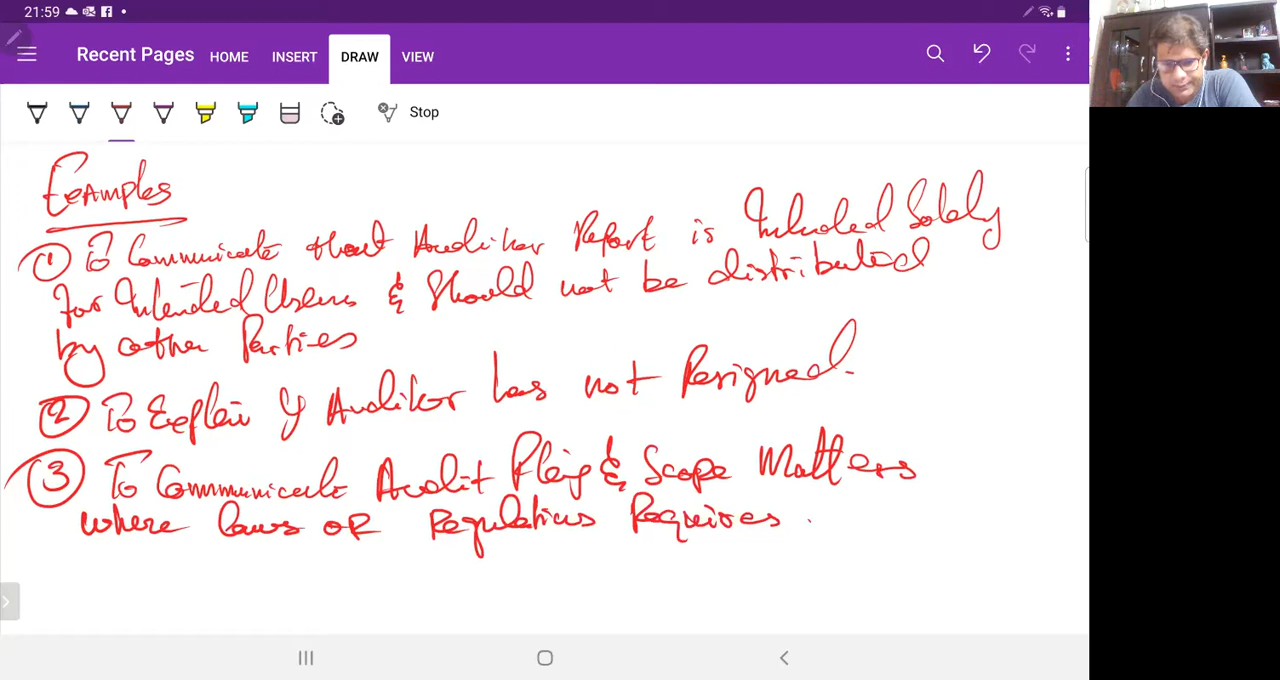 21:59
Recent Pages HOME INSERT DRAW VIEW
Stop
Examples
① To Communicate that Auditor Report is Intended Solely
for Intended Users & Should not be distributed
by other Parties
② To Explain Y Auditor has not Resigned.
③ To Communicate Audit Plaig & Scope Matters
where laws OR Regulations Requires.